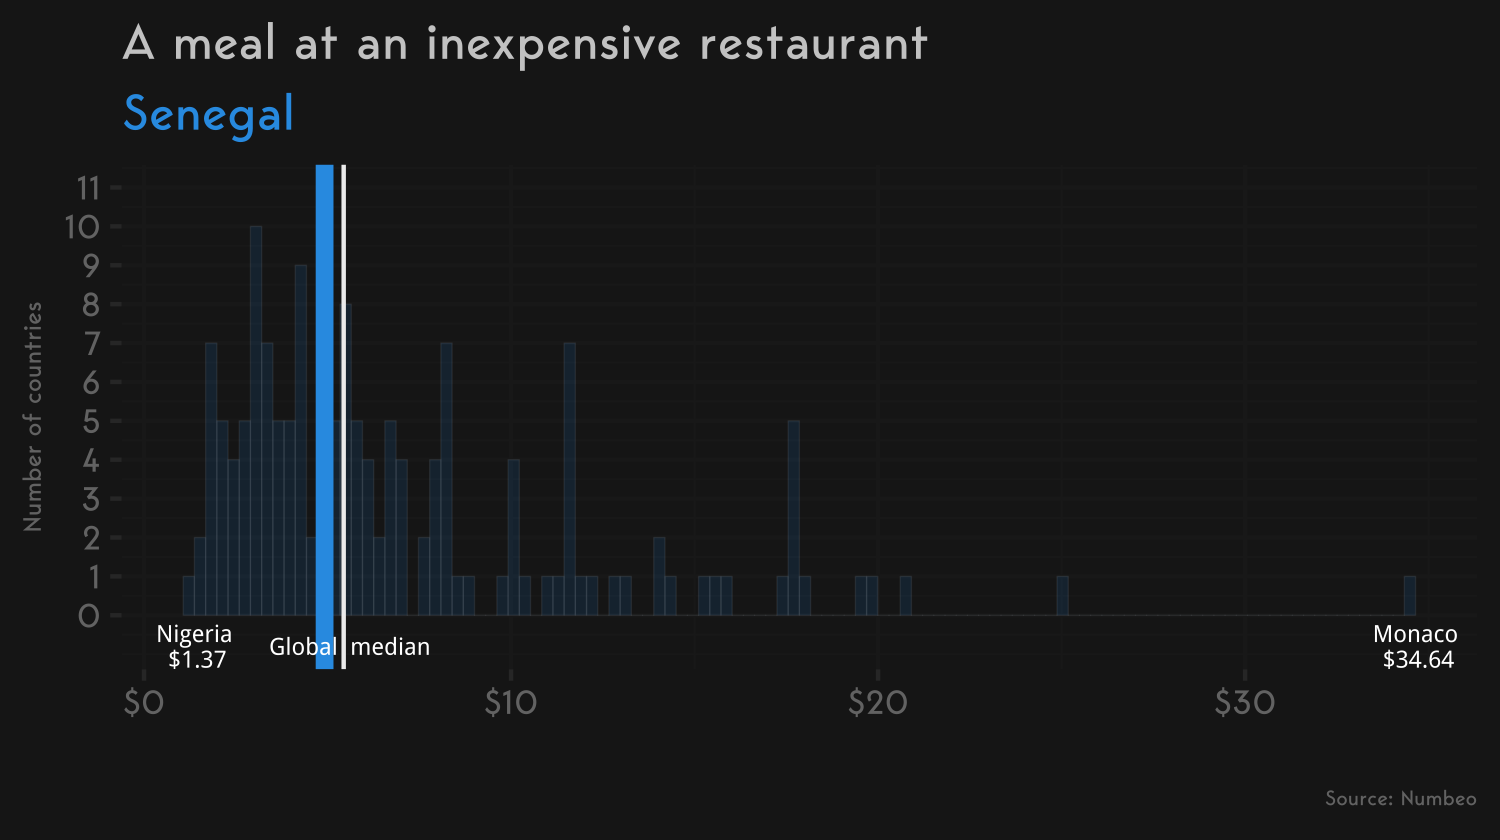 A meal at an inexpensive restaurant
Senegal
Number of countries
11
10
9
8
7
6
5
4
3
2
1
0
Nigeria
$1.37
Global median
Monaco
$34.64
$0 $10 $20 $30
Source: Numbeo